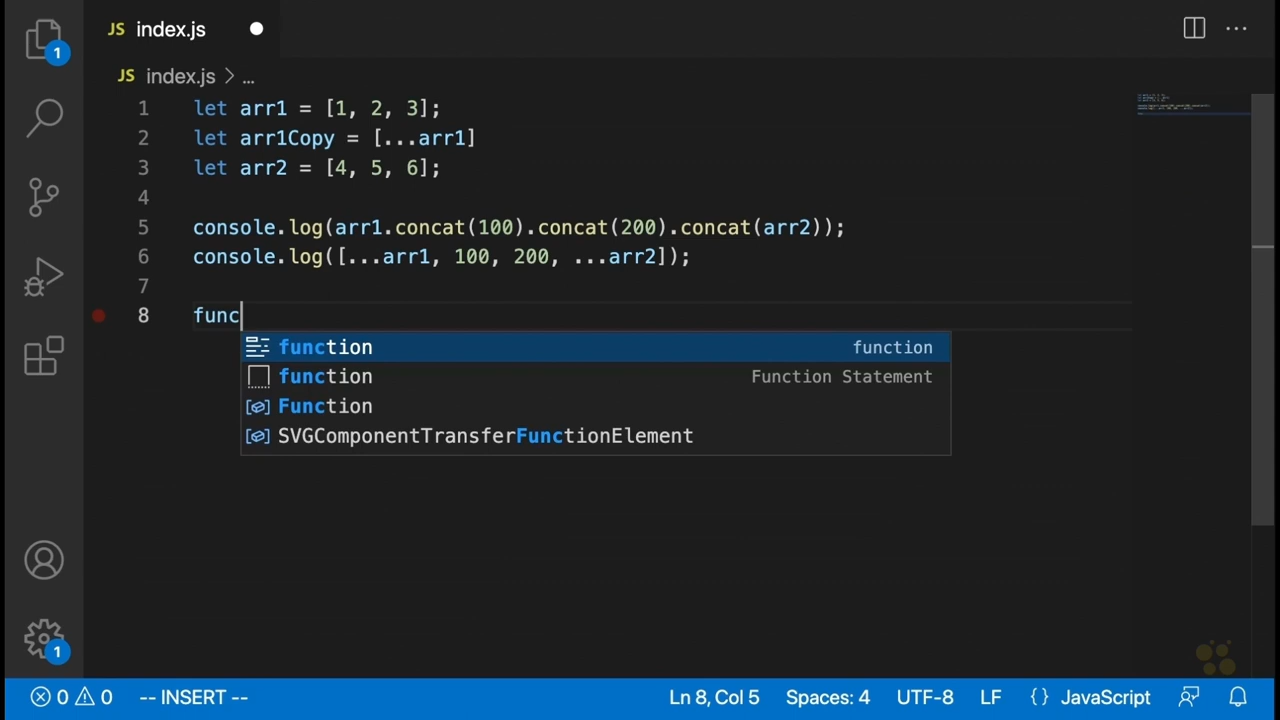 JS index.js
JS index.js > ...
1 let arr1 = [1, 2, 3];
2 let arr1Copy = [...arr1]
3 let arr2 = [4, 5, 6];
4
5 console.log(arr1.concat(100).concat(200).concat(arr2));
6 console.log([...arr1, 100, 200, ...arr2]);
7
8 func
function function
function Function Statement
Function
SVGComponentTransferFunctionElement
1
1
0 0 -- INSERT -- Ln 8, Col 5 Spaces: 4 UTF-8 LF {} JavaScript